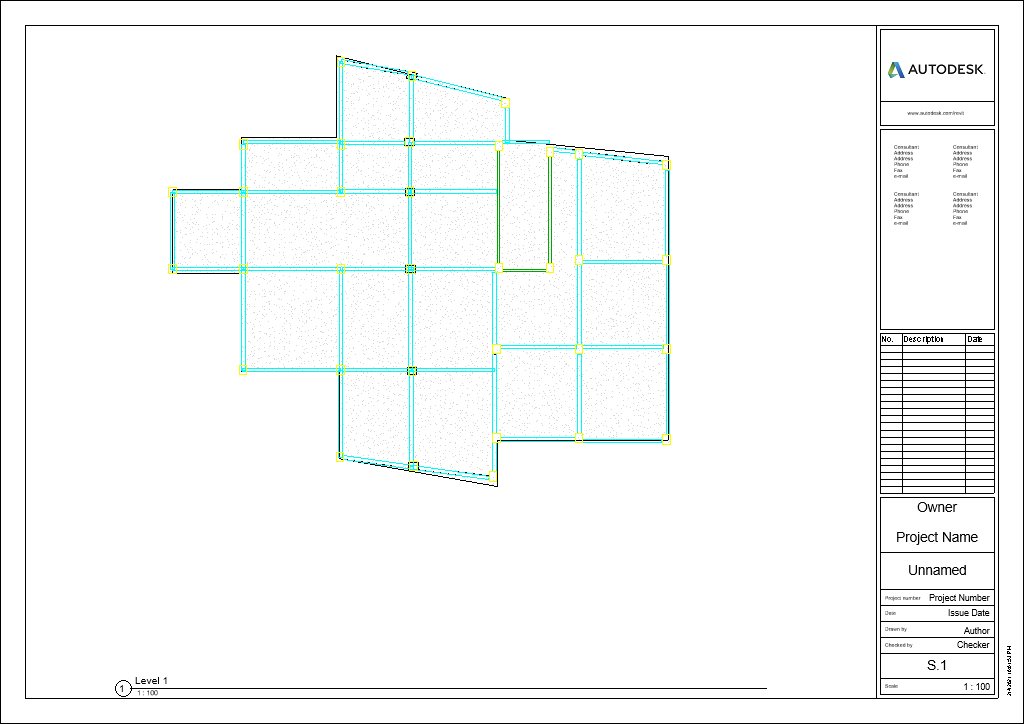 AUTODESK.
www.autodesk.com/revit
Consultant
Address
Address
Phone
Fax
e-mail
Consultant
Address
Address
Phone
Fax
e-mail
Consultant
Address
Address
Phone
Fax
e-mail
Consultant
Address
Address
Phone
Fax
e-mail
No. Description Date
Owner
Project Name
Unnamed
Project number Project Number
Date Issue Date
Drawn by Author
Checked by Checker
S.1
Scale 1 : 100
1 Level 1
1 : 100